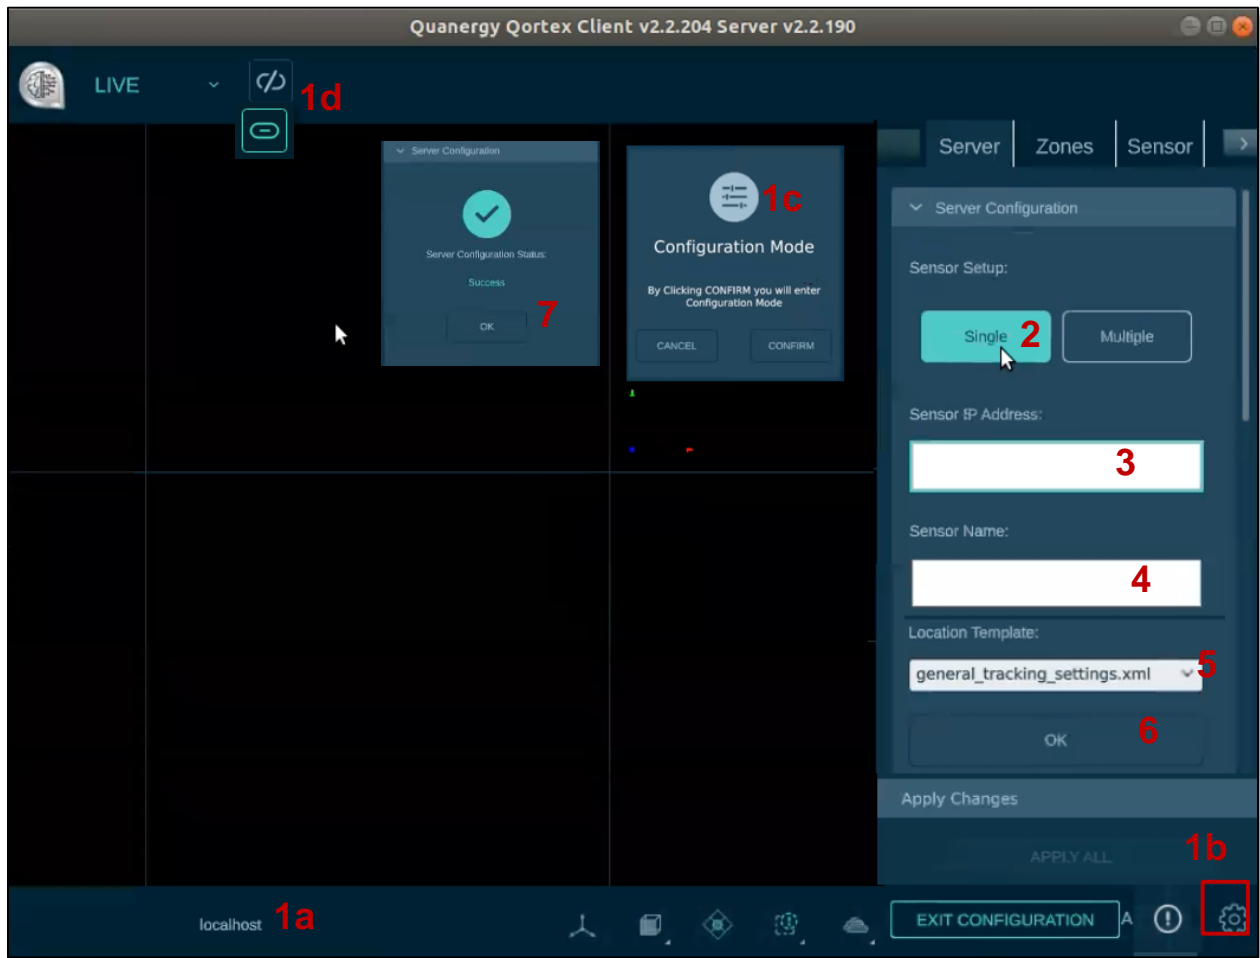 Quanergy Qortex Client v2.2.204 Server v2.2.190
LIVE
1d
Server Configuration
Server Configuration Status:
Success
OK
7
1c
Configuration Mode
By Clicking CONFIRM you will enter
Configuration Mode
CANCEL CONFIRM
Server Zones Sensor
Server Configuration
Sensor Setup:
Single 2 Multiple
Sensor IP Address:
3
Sensor Name:
4
Location Template:
general_tracking_settings.xml 5
OK 6
Apply Changes
APPLY ALL 1b
localhost 1a
EXIT CONFIGURATION A